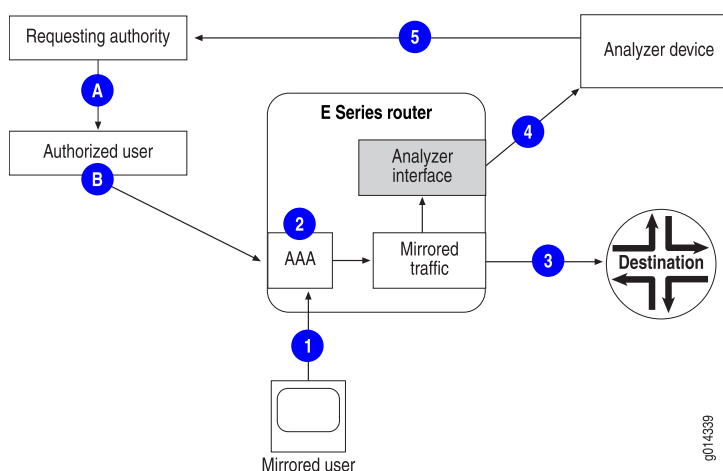 Requesting authority
5
Analyzer device
A
E Series router
4
Authorized user
Analyzer
interface
B
2
AAA
Mirrored
traffic
3
Destination
1
Mirrored user
g014339